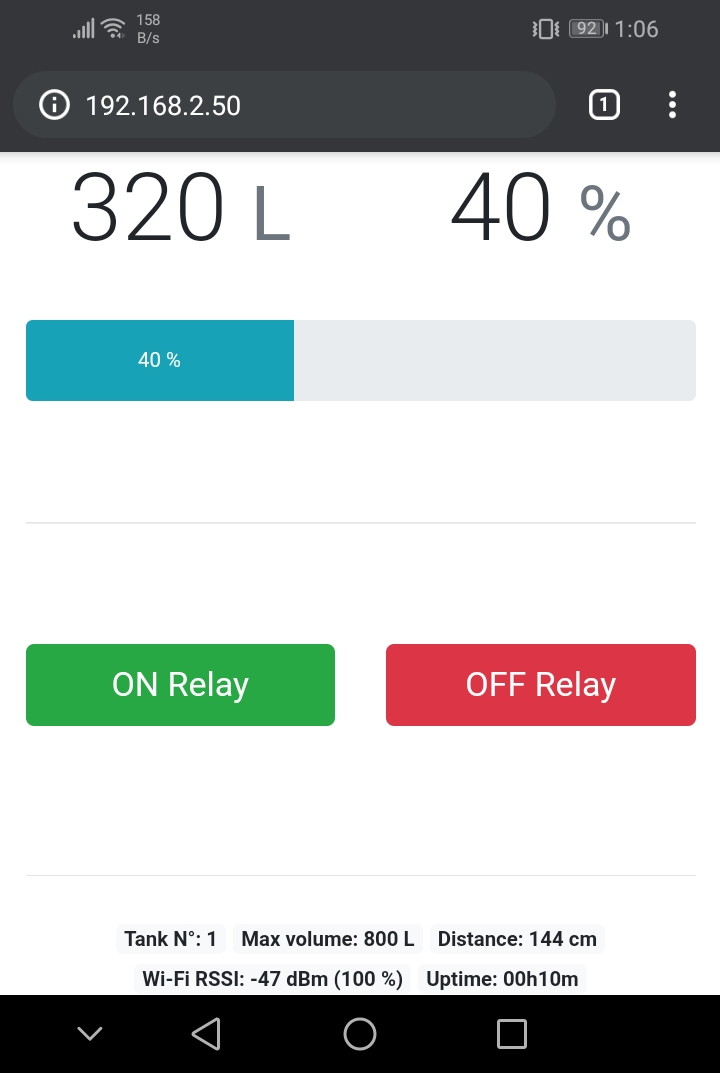 158
B/s
92 1:06
192.168.2.50
1
320 L 40 %
40 %
ON Relay OFF Relay
Tank N°: 1 Max volume: 800 L Distance: 144 cm
Wi-Fi RSSI: -47 dBm (100 %) Uptime: 00h10m